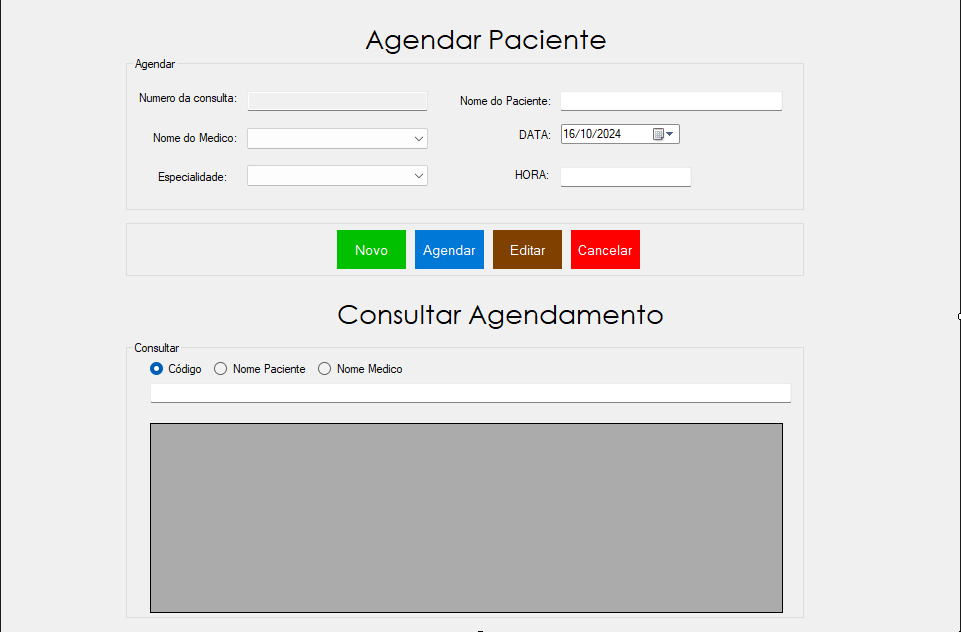 Agendar Paciente
Agendar
Numero da consulta:
Nome do Paciente:
Nome do Medico:
DATA: 16/10/2024
Especialidade:
HORA:
Novo Agendar Editar Cancelar
Consultar Agendamento
Consultar
Código Nome Paciente Nome Medico